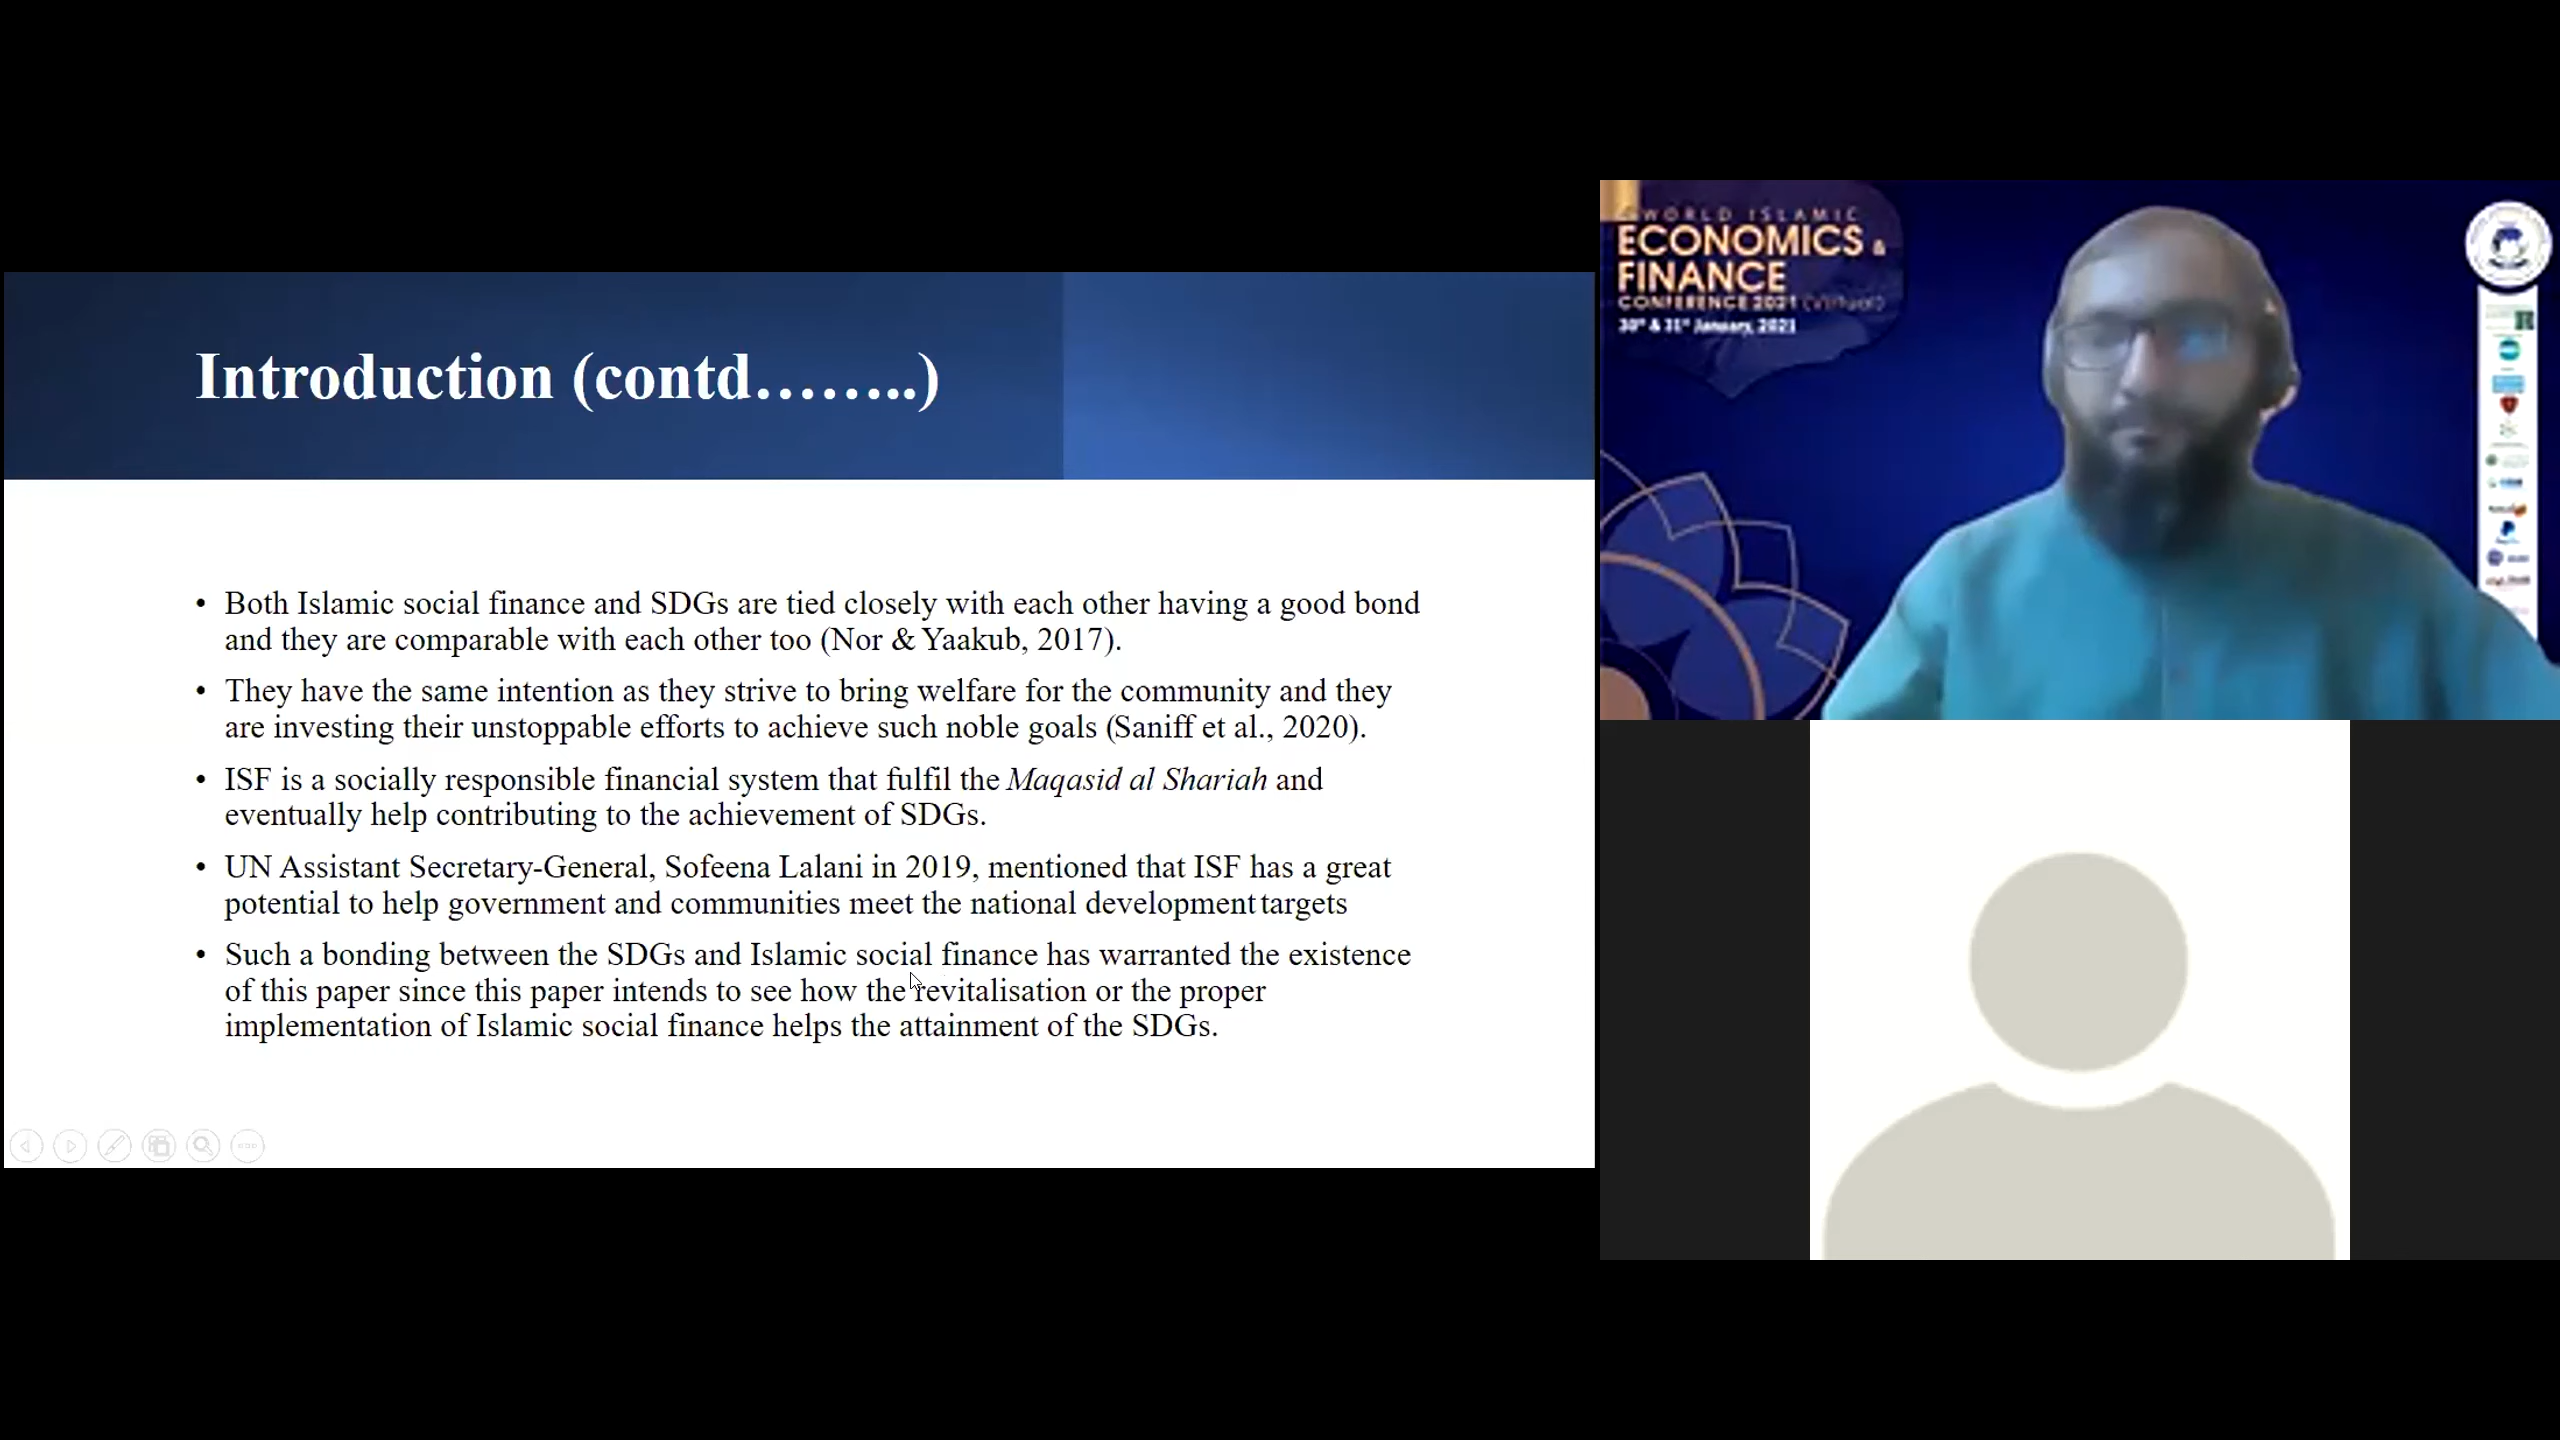 Introduction (contd……..)
• Both Islamic social finance and SDGs are tied closely with each other having a good bond
and they are comparable with each other too (Nor & Yaakub, 2017).
• They have the same intention as they strive to bring welfare for the community and they
are investing their unstoppable efforts to achieve such noble goals (Saniff et al., 2020).
• ISF is a socially responsible financial system that fulfil the Maqasid al Shariah and
eventually help contributing to the achievement of SDGs.
• UN Assistant Secretary-General, Sofeena Lalani in 2019, mentioned that ISF has a great
potential to help government and communities meet the national development targets
• Such a bonding between the SDGs and Islamic social finance has warranted the existence
of this paper since this paper intends to see how the revitalisation or the proper
implementation of Islamic social finance helps the attainment of the SDGs.
WORLD ISLAMIC
ECONOMICS &
FINANCE
CONFERENCE 2021 (Virtual)
30th & 31st January, 2021